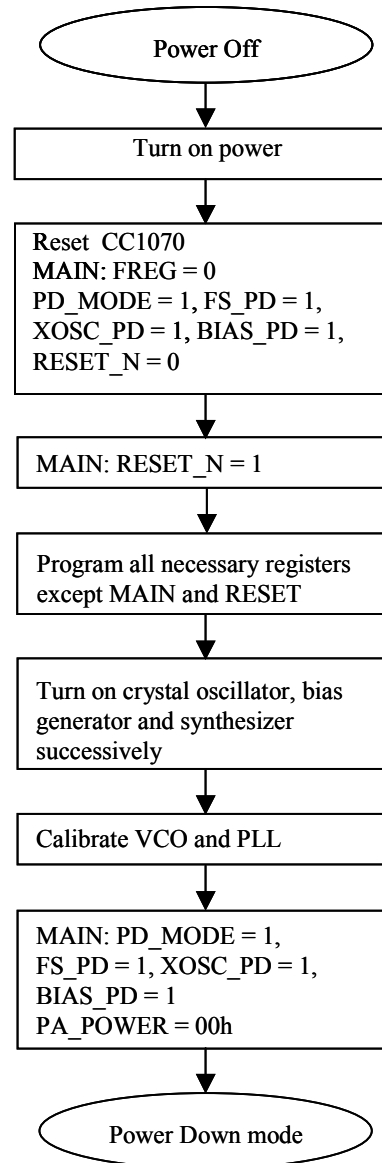 Power Off
Turn on power
Reset CC1070
MAIN: FREG = 0
PD_MODE = 1, FS_PD = 1,
XOSC_PD = 1, BIAS_PD = 1,
RESET_N = 0
MAIN: RESET_N = 1
Program all necessary registers
except MAIN and RESET
Turn on crystal oscillator, bias
generator and synthesizer
successively
Calibrate VCO and PLL
MAIN: PD_MODE = 1,
FS_PD = 1, XOSC_PD = 1,
BIAS_PD = 1
PA_POWER = 00h
Power Down mode